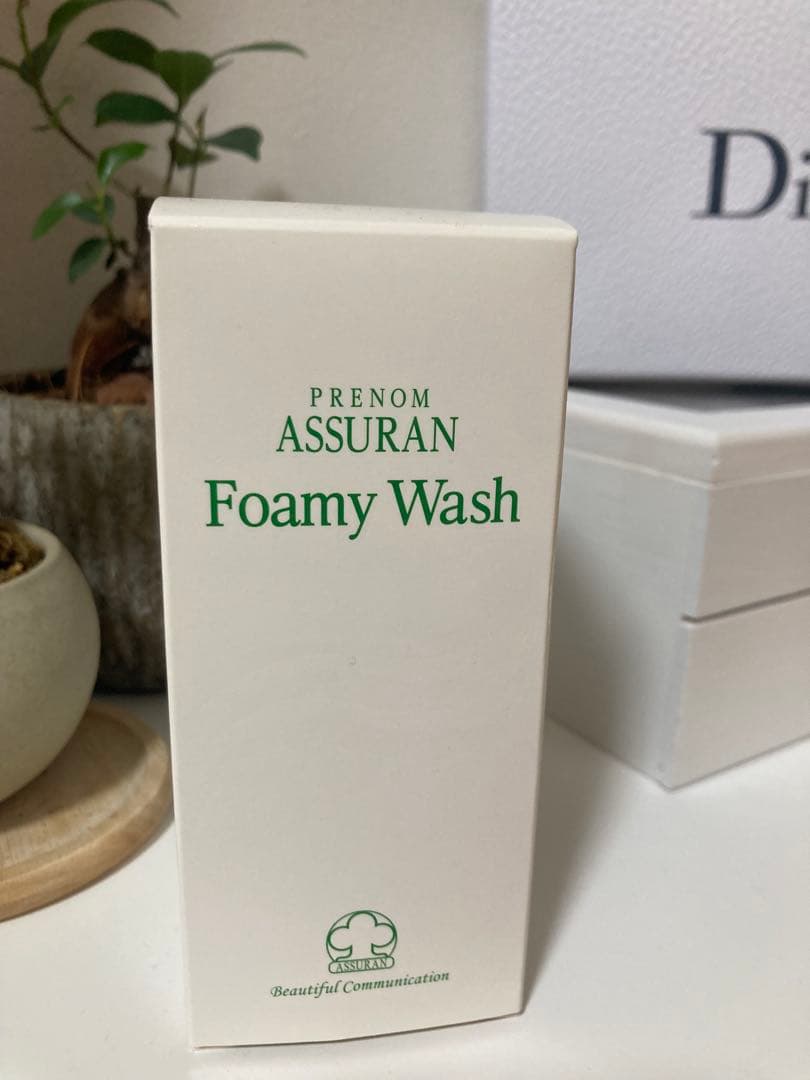 Di
PRENOM
ASSURAN
Foamy Wash
ASSURAN
Beautiful Communication